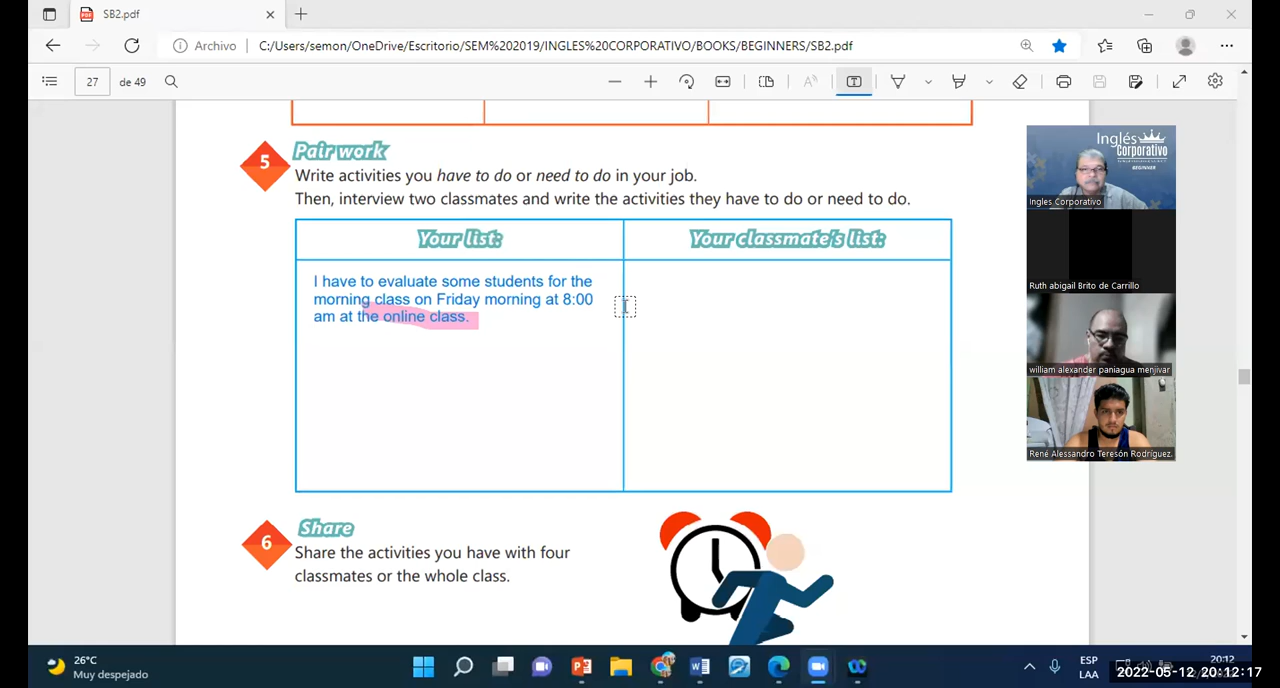 SB2.pdf
Archivo
C:/Users/semon/OneDrive/Escritorio/SEM%202019/INGLES%20CORPORATIVO/BOOKS/BEGINNERS/SB2.pdf
27 de 49
5 Pair work
Write activities you have to do or need to do in your job.
Then, interview two classmates and write the activities they have to do or need to do.
Your list:
Your classmate's list:
I have to evaluate some students for the
morning class on Friday morning at 8:00
am at the online class.
6 Share
Share the activities you have with four
classmates or the whole class.
Inglés
Corporativo
BEGINNER
Ingles Corporativo
Ruth abigail Brito de Carrillo
william alexander paniagua menjivar
René Alessandro Teresón Rodríguez.
26°C
Muy despejado
ESP
LAA
20:12
2022-05-12 20:12:17